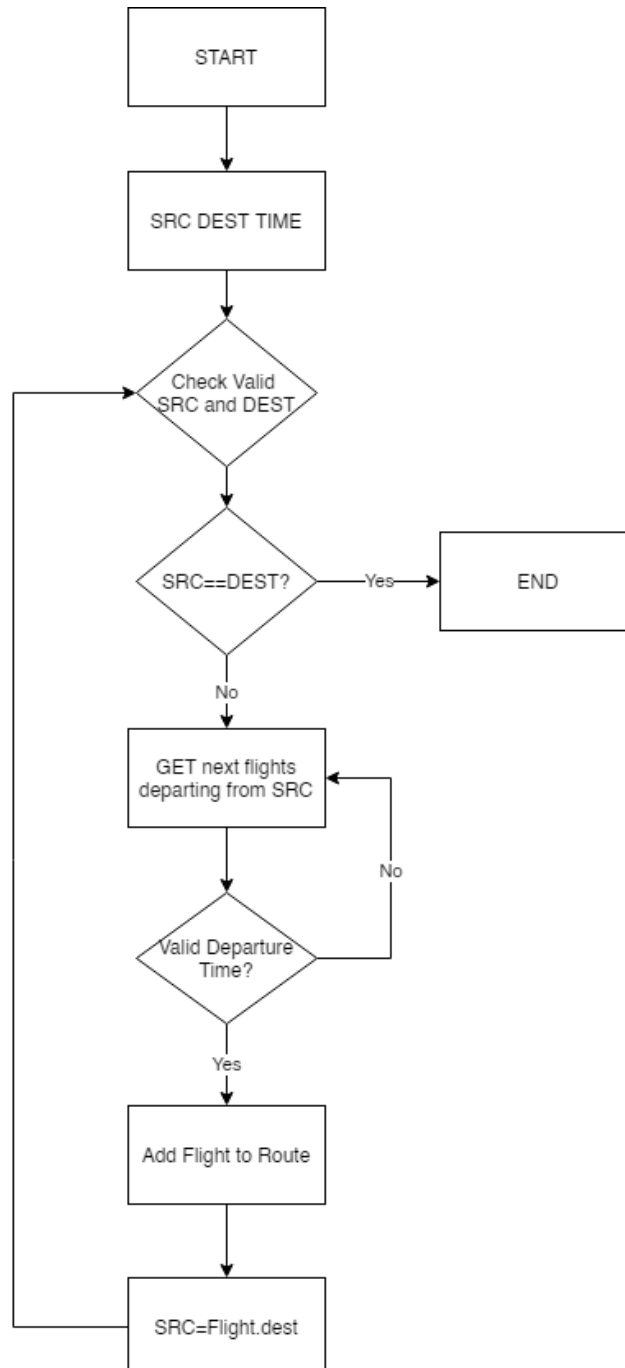 START
SRC DEST TIME
Check Valid
SRC and DEST
SRC==DEST?
Yes
END
No
GET next flights
departing from SRC
No
Valid Departure
Time?
Yes
Add Flight to Route
SRC=Flight.dest